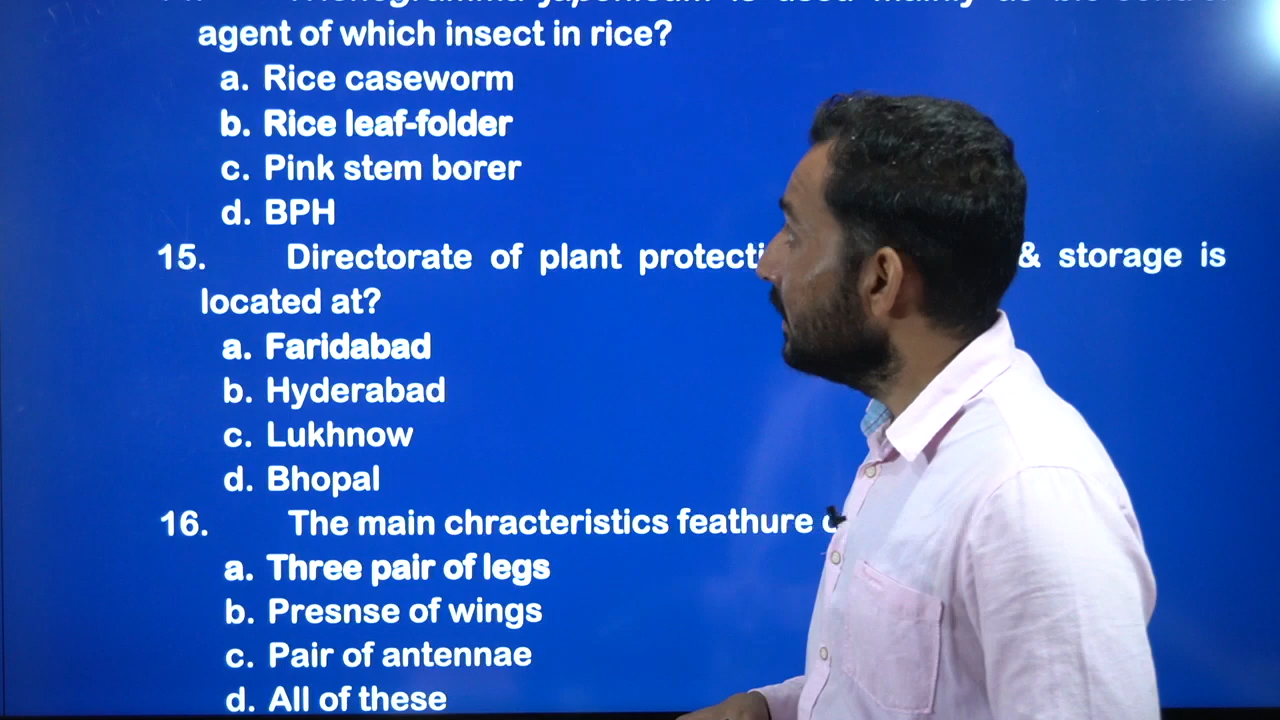 agent of which insect in rice?
a. Rice caseworm
b. Rice leaf-folder
c. Pink stem borer
d. BPH
15. Directorate of plant & storage is
located at?
a. Faridabad
b. Hyderabad
c. Lukhnow
d. Bhopal
16. The main chracteristics feathure
a. Three pair of legs
b. Presnse of wings
c. Pair of antennae
d. All of these